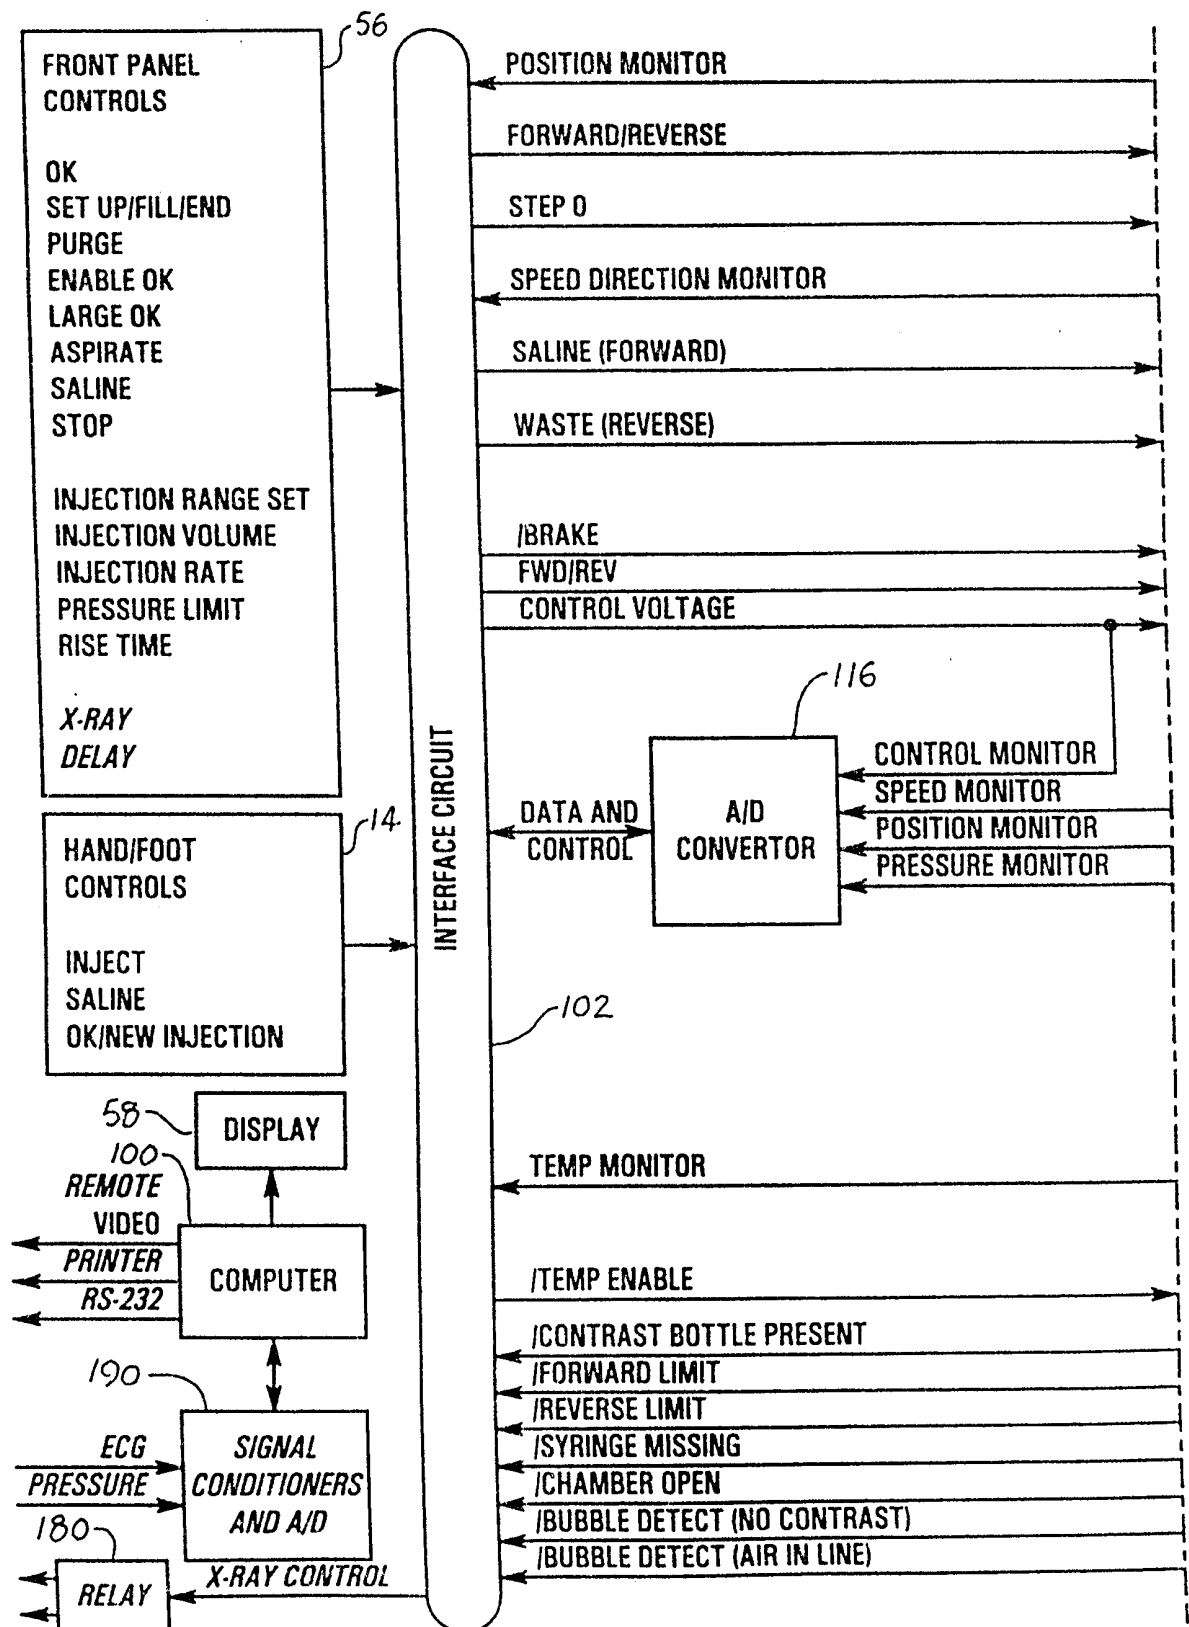 56
FRONT PANEL
CONTROLS
OK
SET UP/FILL/END
PURGE
ENABLE OK
LARGE OK
ASPIRATE
SALINE
STOP
INJECTION RANGE SET
INJECTION VOLUME
INJECTION RATE
PRESSURE LIMIT
RISE TIME
X-RAY
DELAY
14
HAND/FOOT
CONTROLS
INJECT
SALINE
OK/NEW INJECTION
58
DISPLAY
100
REMOTE
VIDEO
PRINTER
RS-232
COMPUTER
190
ECG
PRESSURE
SIGNAL
CONDITIONERS
AND A/D
180
RELAY
X-RAY CONTROL
INTERFACE CIRCUIT
102
POSITION MONITOR
FORWARD/REVERSE
STEP 0
SPEED DIRECTION MONITOR
SALINE (FORWARD)
WASTE (REVERSE)
/BRAKE
FWD/REV
CONTROL VOLTAGE
116
DATA AND
CONTROL
A/D
CONVERTOR
CONTROL MONITOR
SPEED MONITOR
POSITION MONITOR
PRESSURE MONITOR
TEMP MONITOR
/TEMP ENABLE
/CONTRAST BOTTLE PRESENT
/FORWARD LIMIT
/REVERSE LIMIT
/SYRINGE MISSING
/CHAMBER OPEN
/BUBBLE DETECT (NO CONTRAST)
/BUBBLE DETECT (AIR IN LINE)